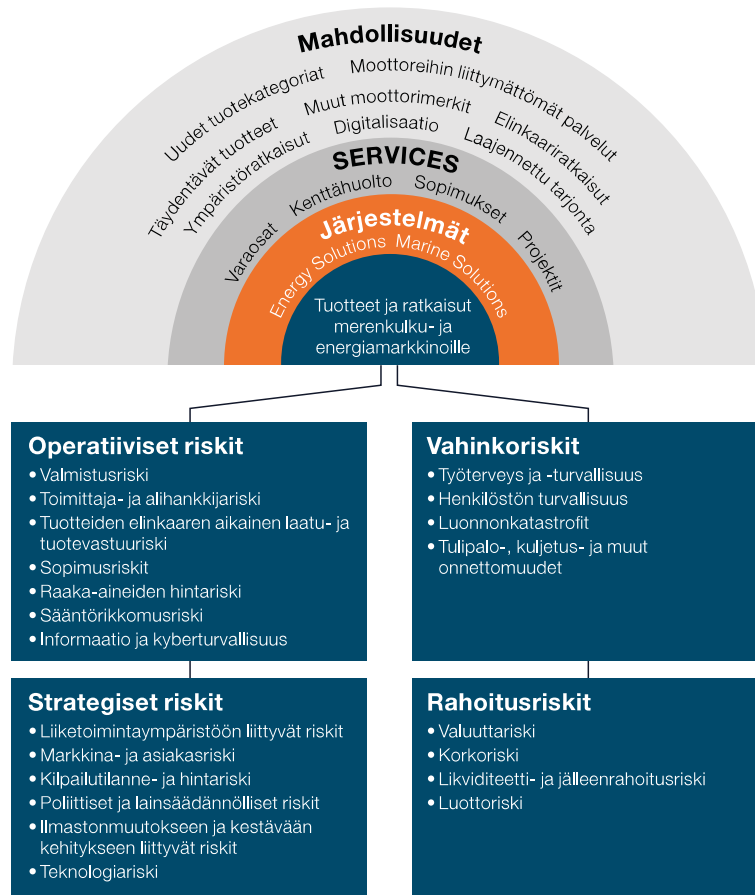 Mahdollisuudet
Uudet tuotekategoriat
Moottoreihin liittymättömät palvelut
Täydentävät tuotteet
Muut moottorimerkit
Elinkaariratkaisut
Ympäristöratkaisut
Digitalisaatio
Laajennettu tarjonta
SERVICES
Varaosat
Kenttähuolto
Sopimukset
Projektit
Järjestelmät
Energy Solutions
Marine Solutions
Tuotteet ja ratkaisut
merenkulku- ja
energiamarkkinoille
Operatiiviset riskit
• Valmistusriski
• Toimittaja- ja alihankkijariski
• Tuotteiden elinkaaren aikainen laatu- ja
tuotevastuuriski
• Sopimusriskit
• Raaka-aineiden hintariski
• Sääntörikkomusriski
• Informaatio ja kyberturvallisuus
Vahinkoriskit
• Työterveys ja -turvallisuus
• Henkilöstön turvallisuus
• Luonnonkatastrofit
• Tulipalo-, kuljetus- ja muut
onnettomuudet
Strategiset riskit
• Liiketoimintaympäristöön liittyvät riskit
• Markkina- ja asiakasriski
• Kilpailutilanne- ja hintariski
• Poliittiset ja lainsäädännölliset riskit
• Ilmastonmuutokseen ja kestävään
kehitykseen liittyvät riskit
• Teknologiariski
Rahoitusriskit
• Valuuttariski
• Korkoriski
• Likviditeetti- ja jälleenrahoitusriski
• Luottoriski